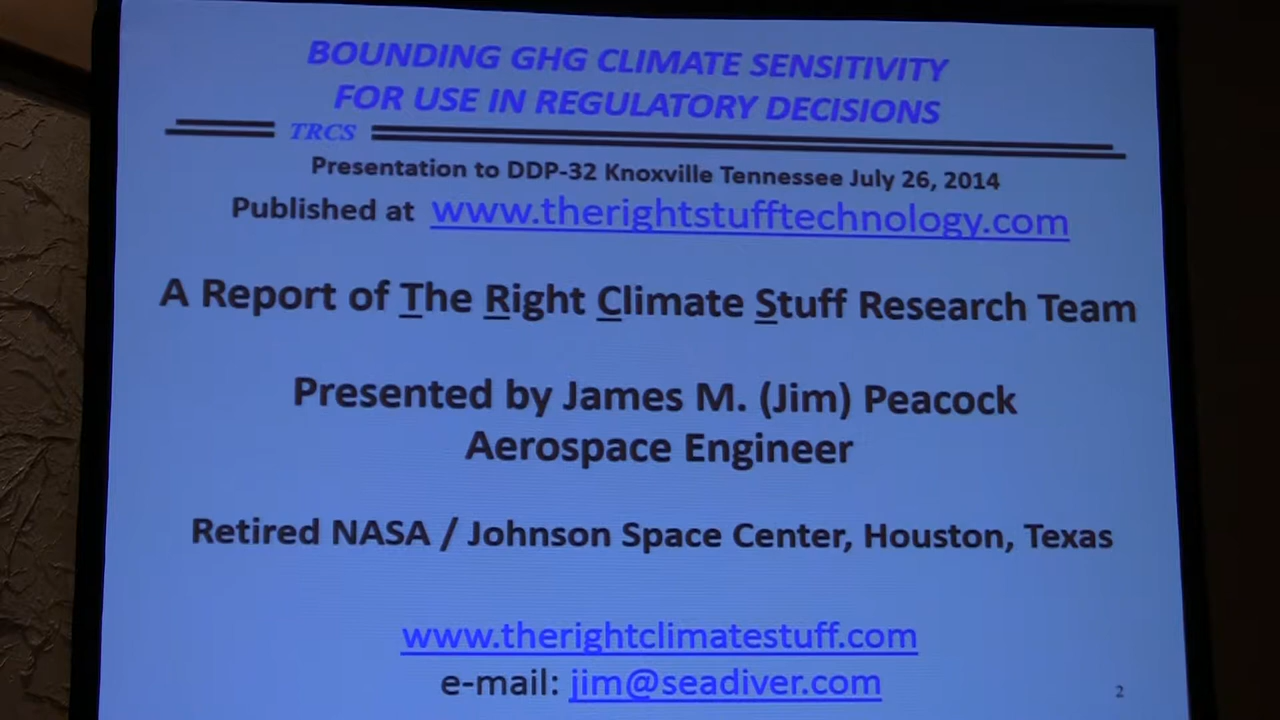 BOUNDING GHG CLIMATE SENSITIVITY
FOR USE IN REGULATORY DECISIONS
TRCS
Presentation to DDP-32 Knoxville Tennessee July 26, 2014
Published at www.therightstufftechnology.com
A Report of The Right Climate Stuff Research Team
Presented by James M. (Jim) Peacock
Aerospace Engineer
Retired NASA / Johnson Space Center, Houston, Texas
www.therightclimatestuff.com
e-mail: jim@seadiver.com
2